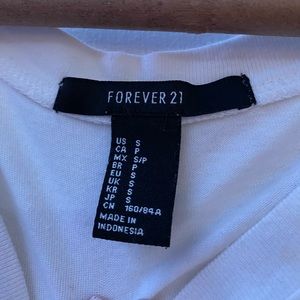 FOREVER 21
US S
CA P
MX S/P
BR P
EU S
UK S
KR S
JP S
CN 160/84A
MADE IN
INDONESIA